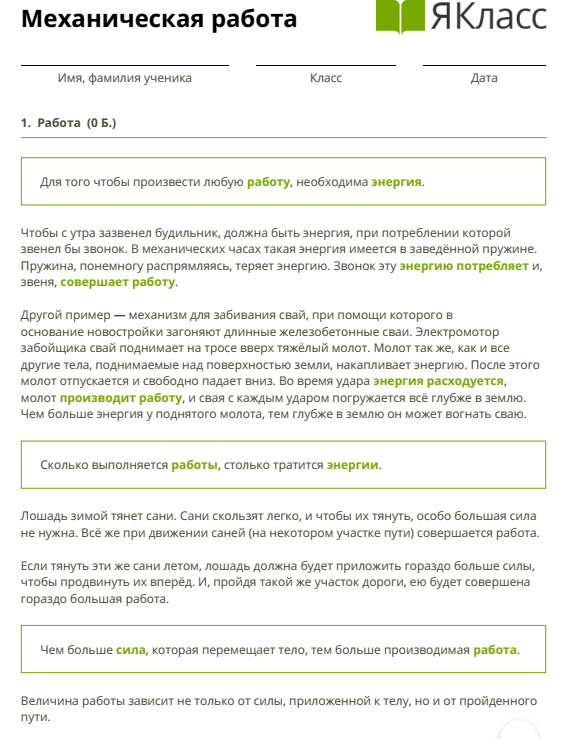 Механическая работа
ЯКласс
Имя, фамилия ученика
Класс
Дата
1. Работа (0 Б.)
Для того чтобы произвести любую работу, необходима энергия.
Чтобы с утра зазвенел будильник, должна быть энергия, при потреблении которой
звенел бы звонок. В механических часах такая энергия имеется в заведённой пружине.
Пружина, понемногу распрямляясь, теряет энергию. Звонок эту энергию потребляет и,
звеня, совершает работу.
Другой пример — механизм для забивания свай, при помощи которого в
основание новостройки загоняют длинные железобетонные сваи. Электромотор
забойщика свай поднимает на тросе вверх тяжёлый молот. Молот так же, как и все
другие тела, поднимаемые над поверхностью земли, накапливает энергию. После этого
молот отпускается и свободно падает вниз. Во время удара энергия расходуется,
молот производит работу, и свая с каждым ударом погружается всё глубже в землю.
Чем больше энергия у поднятого молота, тем глубже в землю он может вогнать сваю.
Сколько выполняется работы, столько тратится энергии.
Лошадь зимой тянет сани. Сани скользят легко, и чтобы их тянуть, особо большая сила
не нужна. Всё же при движении саней (на некотором участке пути) совершается работа.
Если тянуть эти же сани летом, лошадь должна будет приложить гораздо больше силы,
чтобы продвинуть их вперёд. И, пройдя такой же участок дороги, ею будет совершена
гораздо большая работа.
Чем больше сила, которая перемещает тело, тем больше производимая работа.
Величина работы зависит не только от силы, приложенной к телу, но и от пройденного
пути.